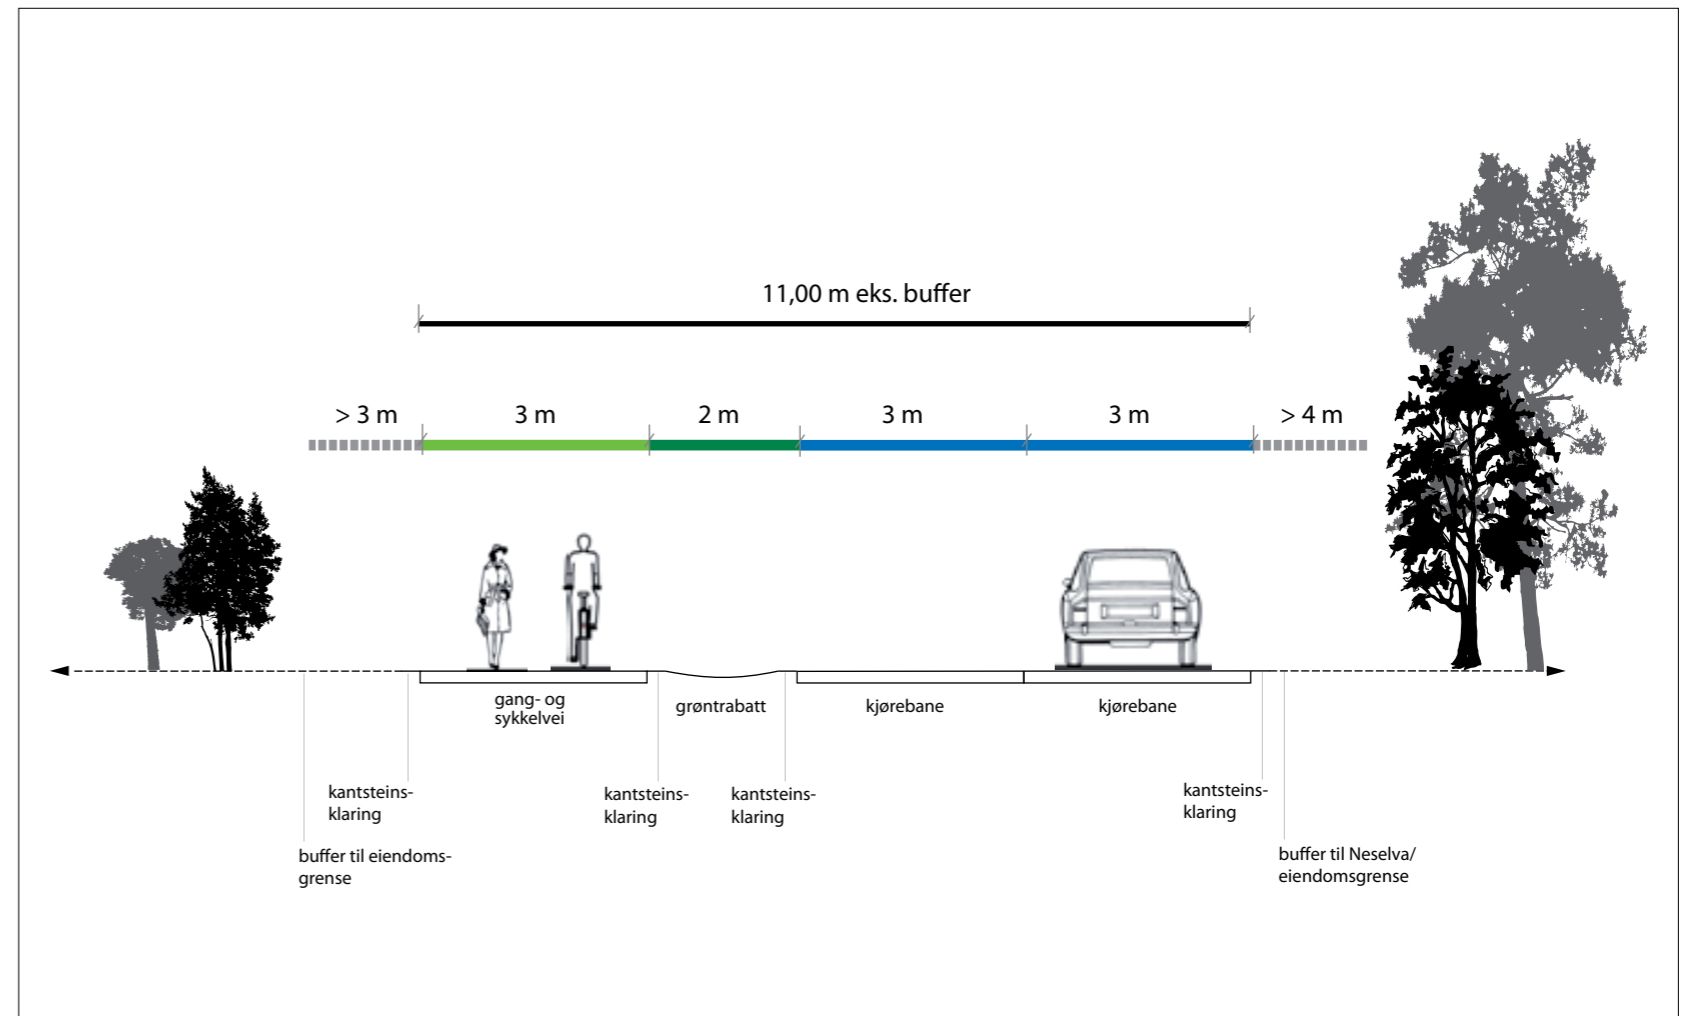 11,00 m eks. buffer
> 3 m
3 m
2 m
3 m
3 m
> 4 m
gang- og
sykkelvei
grøntrabatt
kjørebane
kjørebane
kantsteins-
klaring
kantsteins-
klaring
kantsteins-
klaring
kantsteins-
klaring
buffer til eiendoms-
grense
buffer til Neselva/
eiendomsgrense